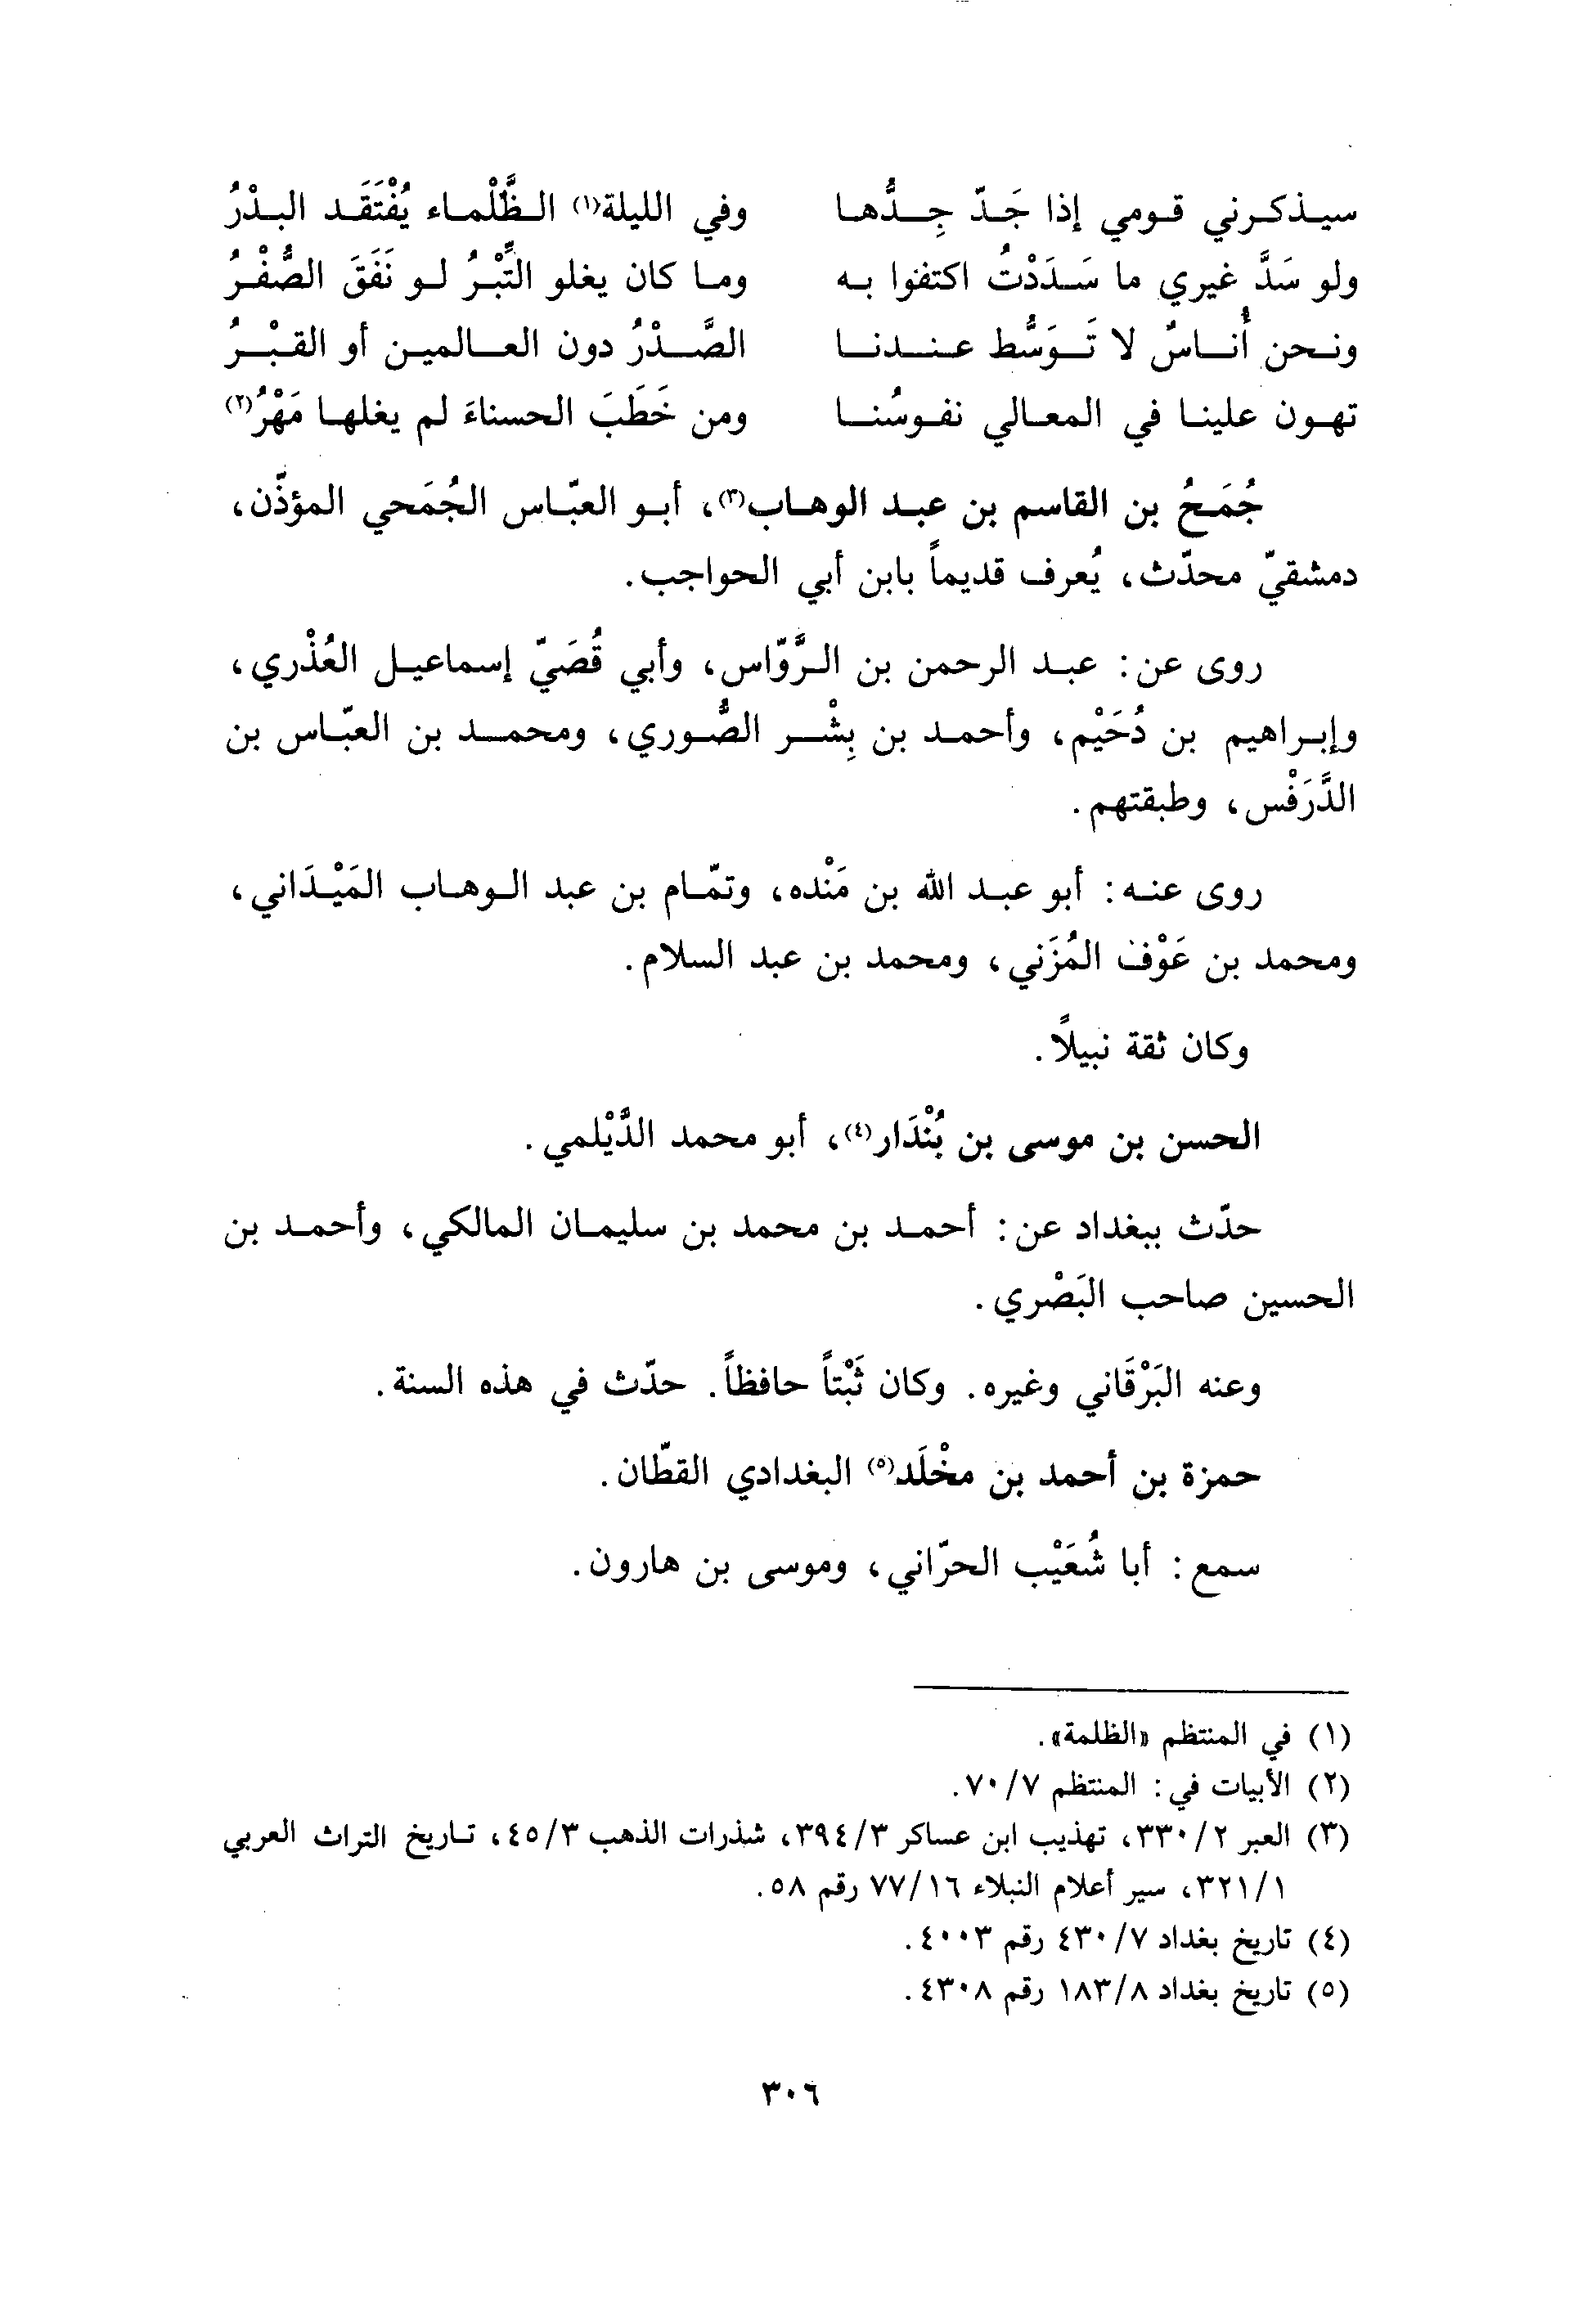 سيذكرني قومي إذا جَدّ جِدُّها وفي الليلة(١) الظَّلْماء يُفْتَقَد البدْرُ
ولو سَدَّ غيري ما سَدَدْتُ اكتفوا به وما كان يغلو التِّبْرُ لو نَفَقَ الصُّفْرُ
ونحن أُناسٌ لا تَوَسُّط عندنا الصَّدْرُ دون العالمين أو القبْرُ
تهون علينا في المعالي نفوسُنا ومن خَطَبَ الحسناءَ لم يغلها مَهْرُ(٢)
جُمَحُ بن القاسم بن عبد الوهاب(٣)، أبو العبّاس الجُمَحي المؤذّن،
دمشقيّ محدّث، يُعرف قديماً بابن أبي الحواجب.
روى عن: عبد الرحمن بن الرَّوّاس، وأبي قُصَيّ إسماعيل العُذْري،
وإبراهيم بن دُحَيْم، وأحمد بن بِشْر الصُّوري، ومحمد بن العبّاس بن
الدَّرَفْس، وطبقتهم.
روى عنه: أبو عبد الله بن مَنْده، وتمّام بن عبد الوهاب المَيْدَاني،
ومحمد بن عَوْف المُزَني، ومحمد بن عبد السلام.
وكان ثقة نبيلاً.
الحسن بن موسى بن بُنْدَار(٤)، أبو محمد الدَّيْلمي.
حدّث ببغداد عن: أحمد بن محمد بن سليمان المالكي، وأحمد بن
الحسين صاحب البَصْري.
وعنه البَرْقَاني وغيره. وكان ثَبْتاً حافظاً. حدّث في هذه السنة.
حمزة بن أحمد بن مخْلَد(٥) البغدادي القطّان.
سمع: أبا شُعَيْب الحرّاني، وموسى بن هارون.
(١) في المنتظم «الظلمة».
(٢) الأبيات في: المنتظم ٧٠/٧.
(٣) العبر ٣٣٠/٢، تهذيب ابن عساكر ٣٩٤/٣، شذرات الذهب ٤٥/٣، تاريخ التراث العربي
٣٢١/١، سير أعلام النبلاء ٧٧/١٦ رقم ٥٨.
(٤) تاريخ بغداد ٤٣٠/٧ رقم ٤٠٠٣.
(٥) تاريخ بغداد ١٨٣/٨ رقم ٤٣٠٨.
٣٠٦